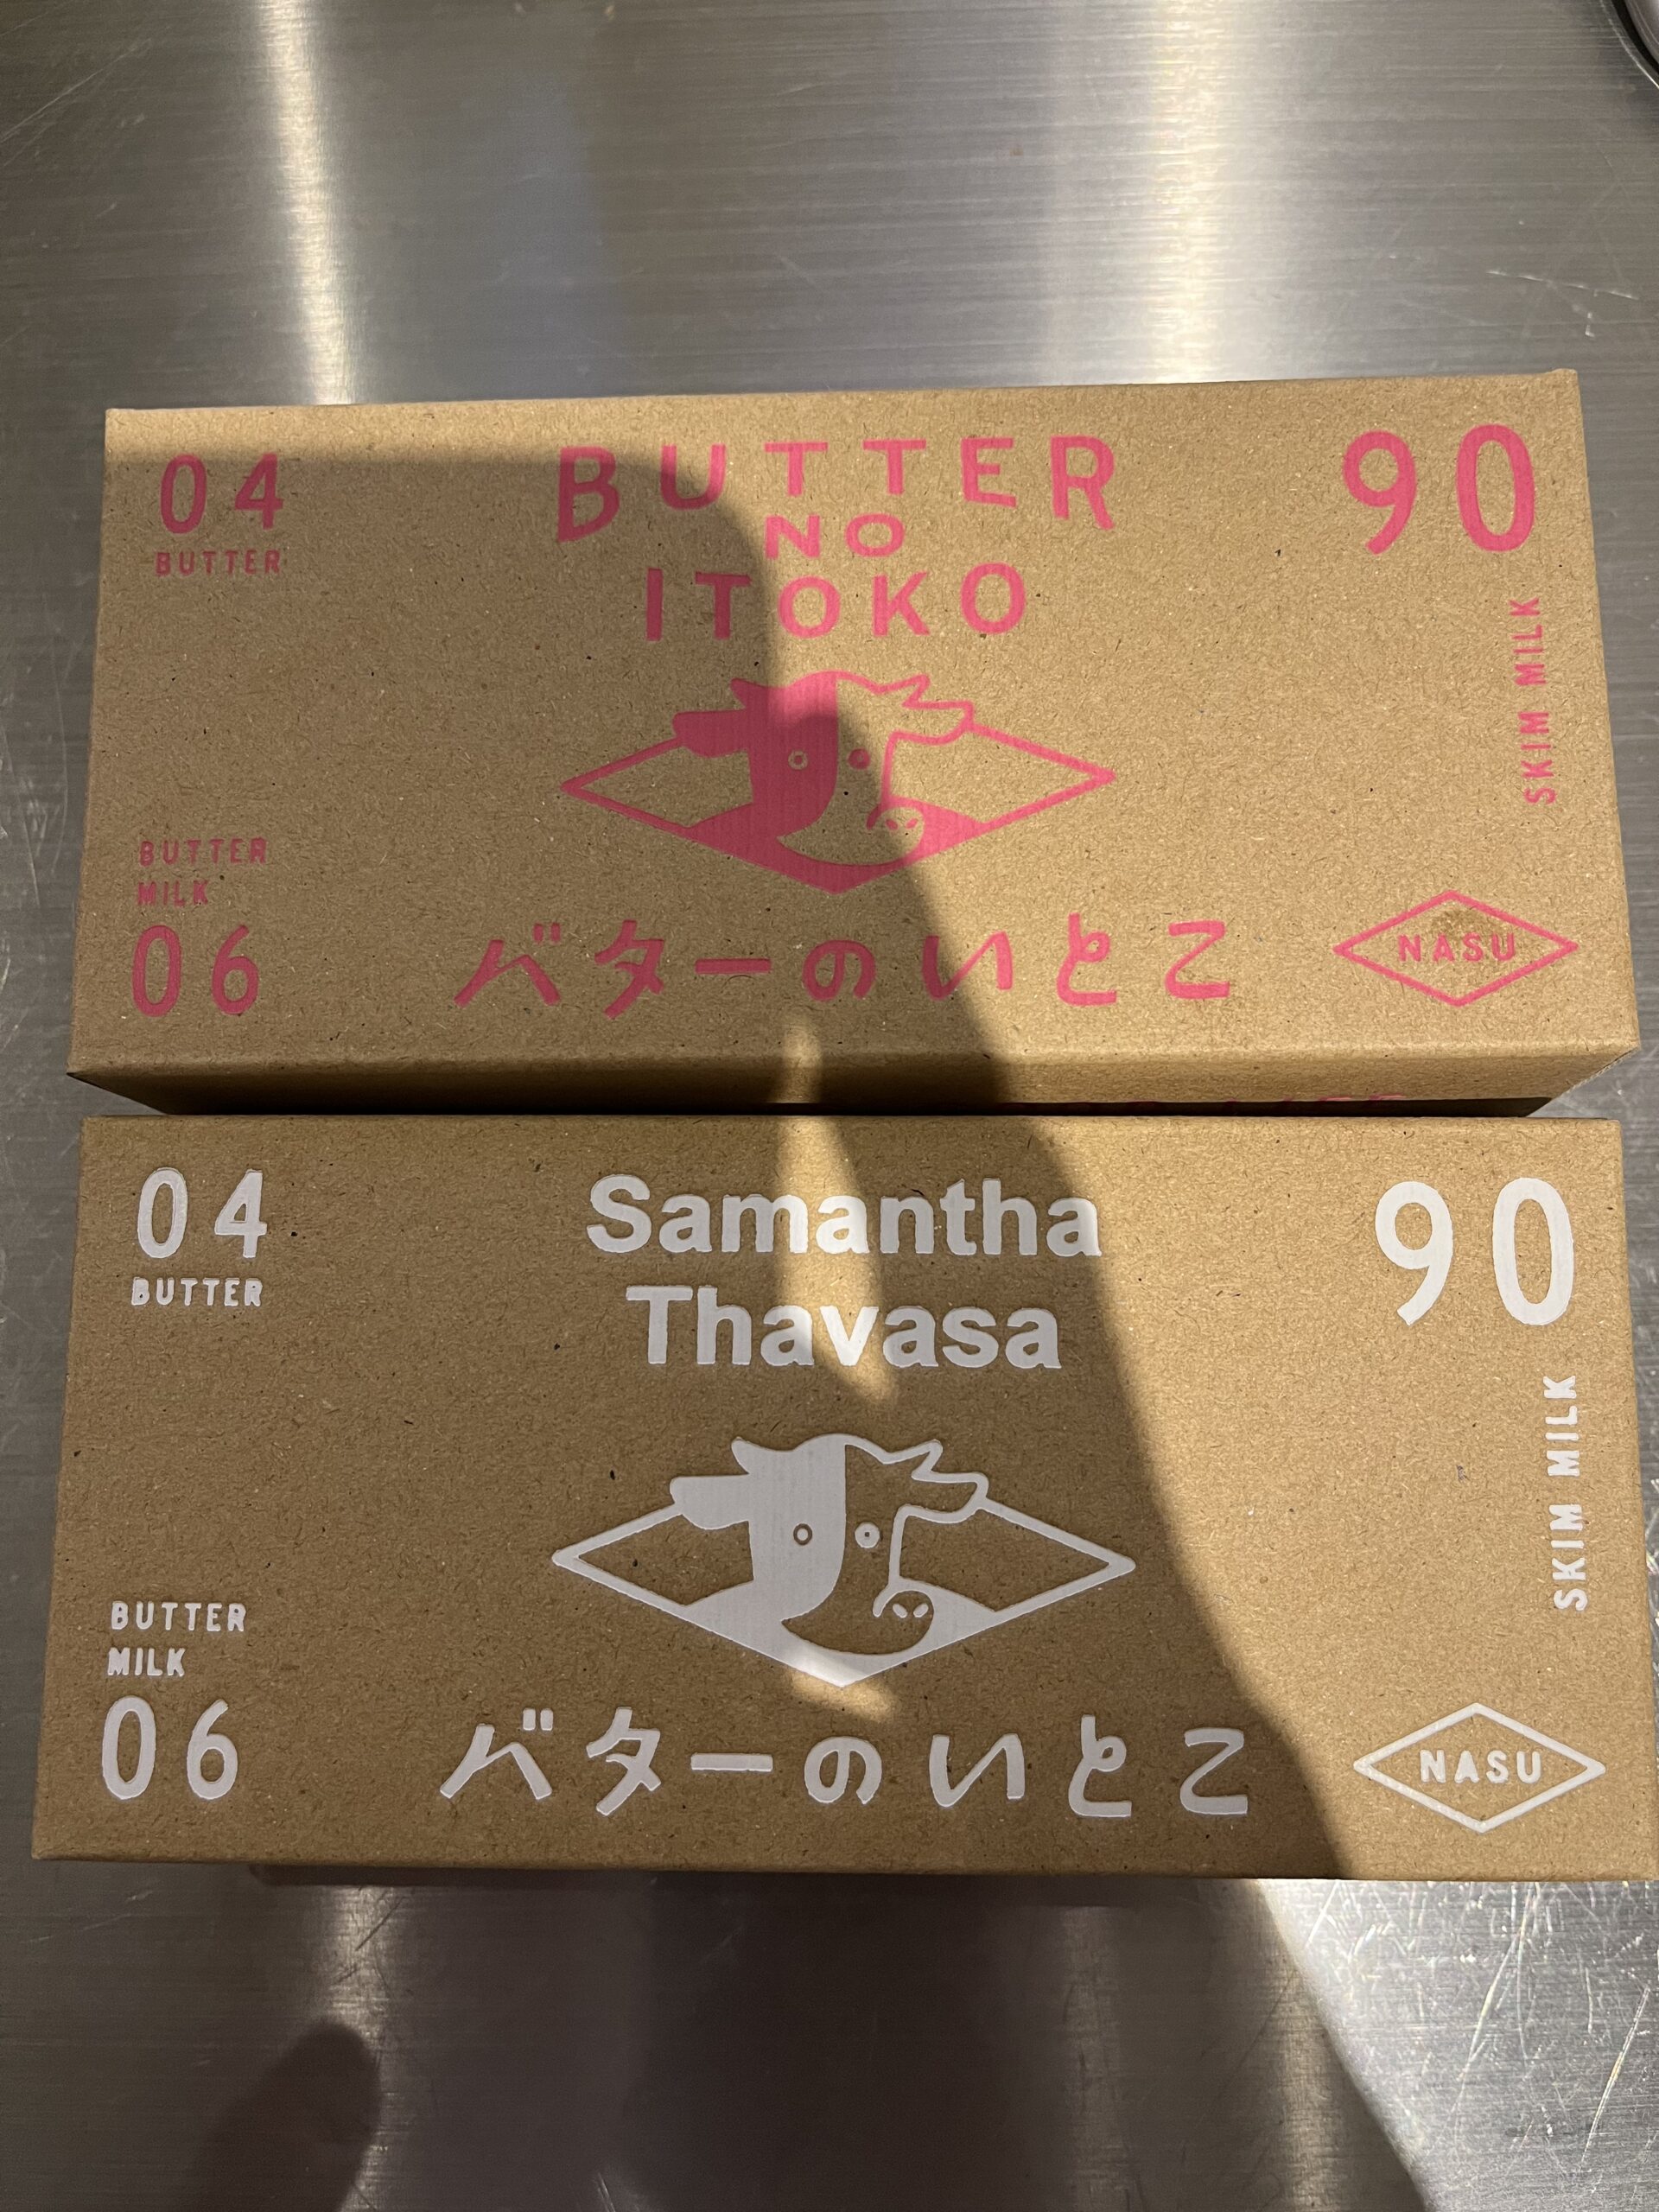 04
BUTTER
BUTTER
NO
ITOKO
90
SKIM MILK
BUTTER
MILK
06
バターのいとこ
NASU
04
BUTTER
Samantha
Thavasa
90
SKIM MILK
BUTTER
MILK
06
バターのいとこ
NASU